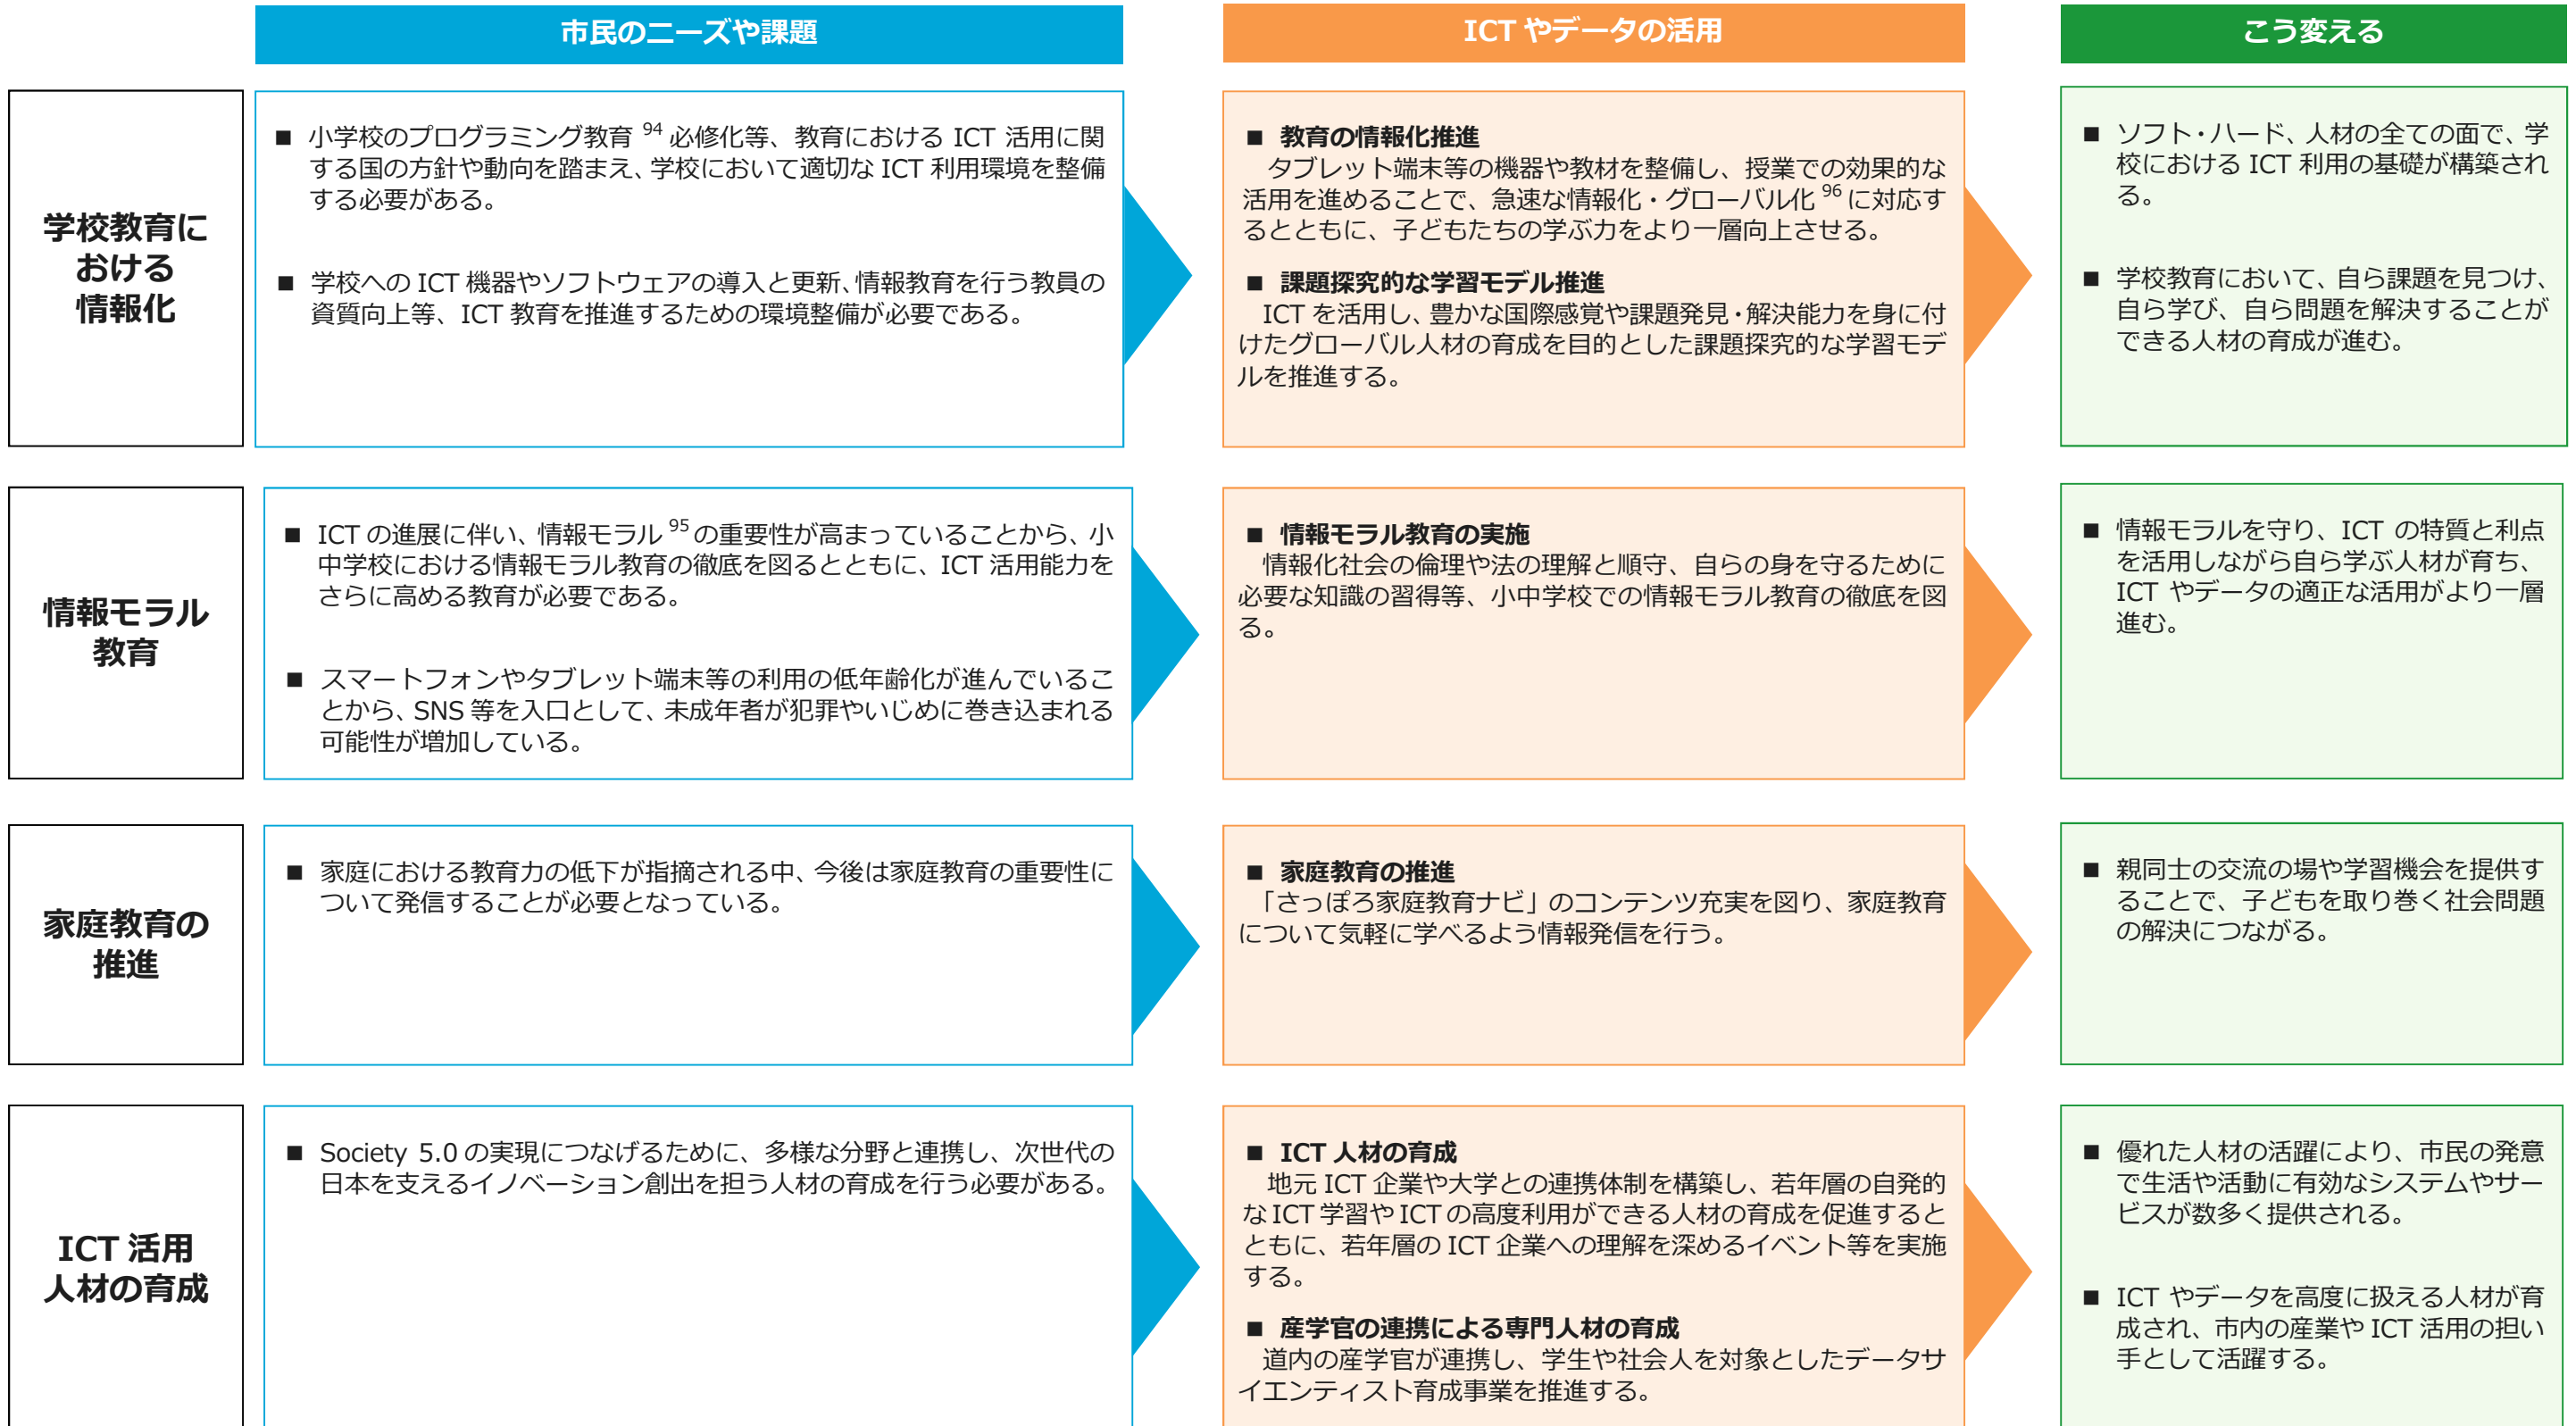 市民のニーズや課題
ICT やデータの活用
こう変える
学校教育に
おける
情報化
■ 小学校のプログラミング教育 94 必修化等、教育における ICT 活用に関
する国の方針や動向を踏まえ、学校において適切な ICT 利用環境を整備
する必要がある。
■ 学校への ICT 機器やソフトウェアの導入と更新、情報教育を行う教員の
資質向上等、ICT 教育を推進するための環境整備が必要である。
■ 教育の情報化推進
タブレット端末等の機器や教材を整備し、授業での効果的な
活用を進めることで、急速な情報化・グローバル化 96 に対応す
るとともに、子どもたちの学ぶ力をより一層向上させる。
■ 課題探究的な学習モデル推進
ICT を活用し、豊かな国際感覚や課題発見・解決能力を身に付
けたグローバル人材の育成を目的とした課題探究的な学習モデ
ルを推進する。
■ ソフト・ハード、人材の全ての面で、学
校における ICT 利用の基礎が構築され
る。
■ 学校教育において、自ら課題を見つけ、
自ら学び、自ら問題を解決することが
できる人材の育成が進む。
情報モラル
教育
■ ICT の進展に伴い、情報モラル 95 の重要性が高まっていることから、小
中学校における情報モラル教育の徹底を図るとともに、ICT 活用能力を
さらに高める教育が必要である。
■ スマートフォンやタブレット端末等の利用の低年齢化が進んでいるこ
とから、SNS 等を入口として、未成年者が犯罪やいじめに巻き込まれる
可能性が増加している。
■ 情報モラル教育の実施
情報化社会の倫理や法の理解と順守、自らの身を守るために
必要な知識の習得等、小中学校での情報モラル教育の徹底を図
る。
■ 情報モラルを守り、ICT の特質と利点
を活用しながら自ら学ぶ人材が育ち、
ICT やデータの適正な活用がより一層
進む。
家庭教育の
推進
■ 家庭における教育力の低下が指摘される中、今後は家庭教育の重要性に
ついて発信することが必要となっている。
■ 家庭教育の推進
「さっぽろ家庭教育ナビ」のコンテンツ充実を図り、家庭教育
について気軽に学べるよう情報発信を行う。
■ 親同士の交流の場や学習機会を提供す
ることで、子どもを取り巻く社会問題
の解決につながる。
ICT 活用
人材の育成
■ Society 5.0 の実現につなげるために、多様な分野と連携し、次世代の
日本を支えるイノベーション創出を担う人材の育成を行う必要がある。
■ ICT 人材の育成
地元 ICT 企業や大学との連携体制を構築し、若年層の自発的
な ICT 学習や ICT の高度利用ができる人材の育成を促進すると
ともに、若年層の ICT 企業への理解を深めるイベント等を実施
する。
■ 産学官の連携による専門人材の育成
道内の産学官が連携し、学生や社会人を対象としたデータサ
イエンティスト育成事業を推進する。
■ 優れた人材の活躍により、市民の発意
で生活や活動に有効なシステムやサー
ビスが数多く提供される。
■ ICT やデータを高度に扱える人材が育
成され、市内の産業や ICT 活用の担い
手として活躍する。